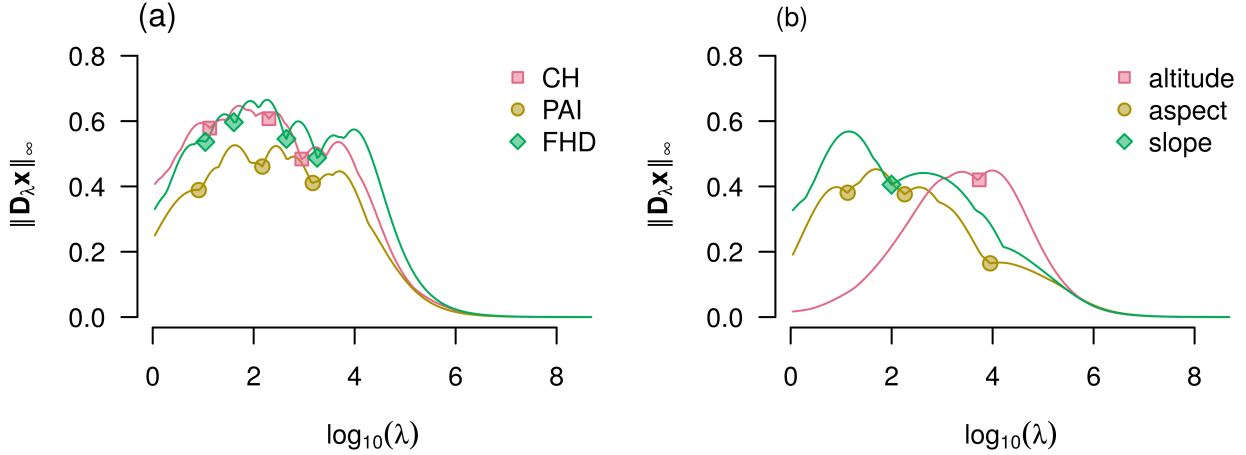 (a)
0.8
0.6
0.4
0.2
0.0
‖D_λ x‖_∞
0 2 4 6 8
log₁₀(λ)
CH
PAI
FHD
(b)
0.8
0.6
0.4
0.2
0.0
‖D_λ x‖_∞
0 2 4 6 8
log₁₀(λ)
altitude
aspect
slope